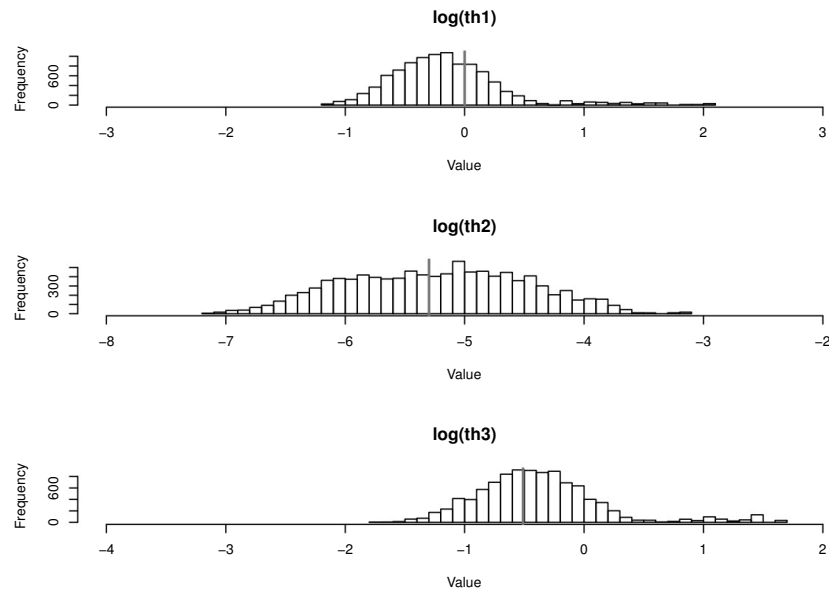 log(th1)
Frequency
0 600
−3 −2 −1 0 1 2 3
Value
log(th2)
Frequency
0 300
−8 −7 −6 −5 −4 −3 −2
Value
log(th3)
Frequency
0 600
−4 −3 −2 −1 0 1 2
Value